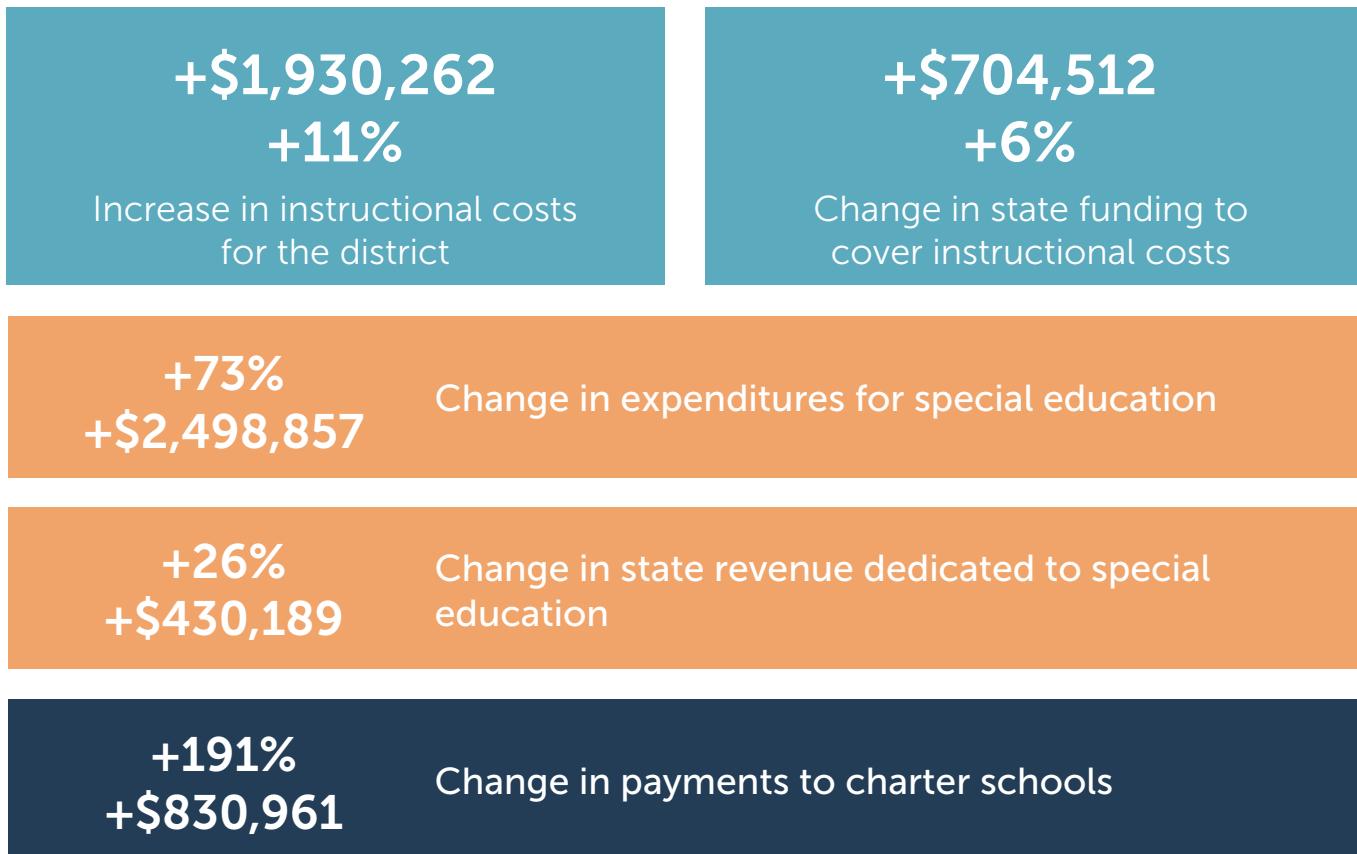 +$1,930,262
+11%
Increase in instructional costs
for the district
+$704,512
+6%
Change in state funding to
cover instructional costs
+73%
+$2,498,857
Change in expenditures for special education
+26%
+$430,189
Change in state revenue dedicated to special
education
+191%
+$830,961
Change in payments to charter schools